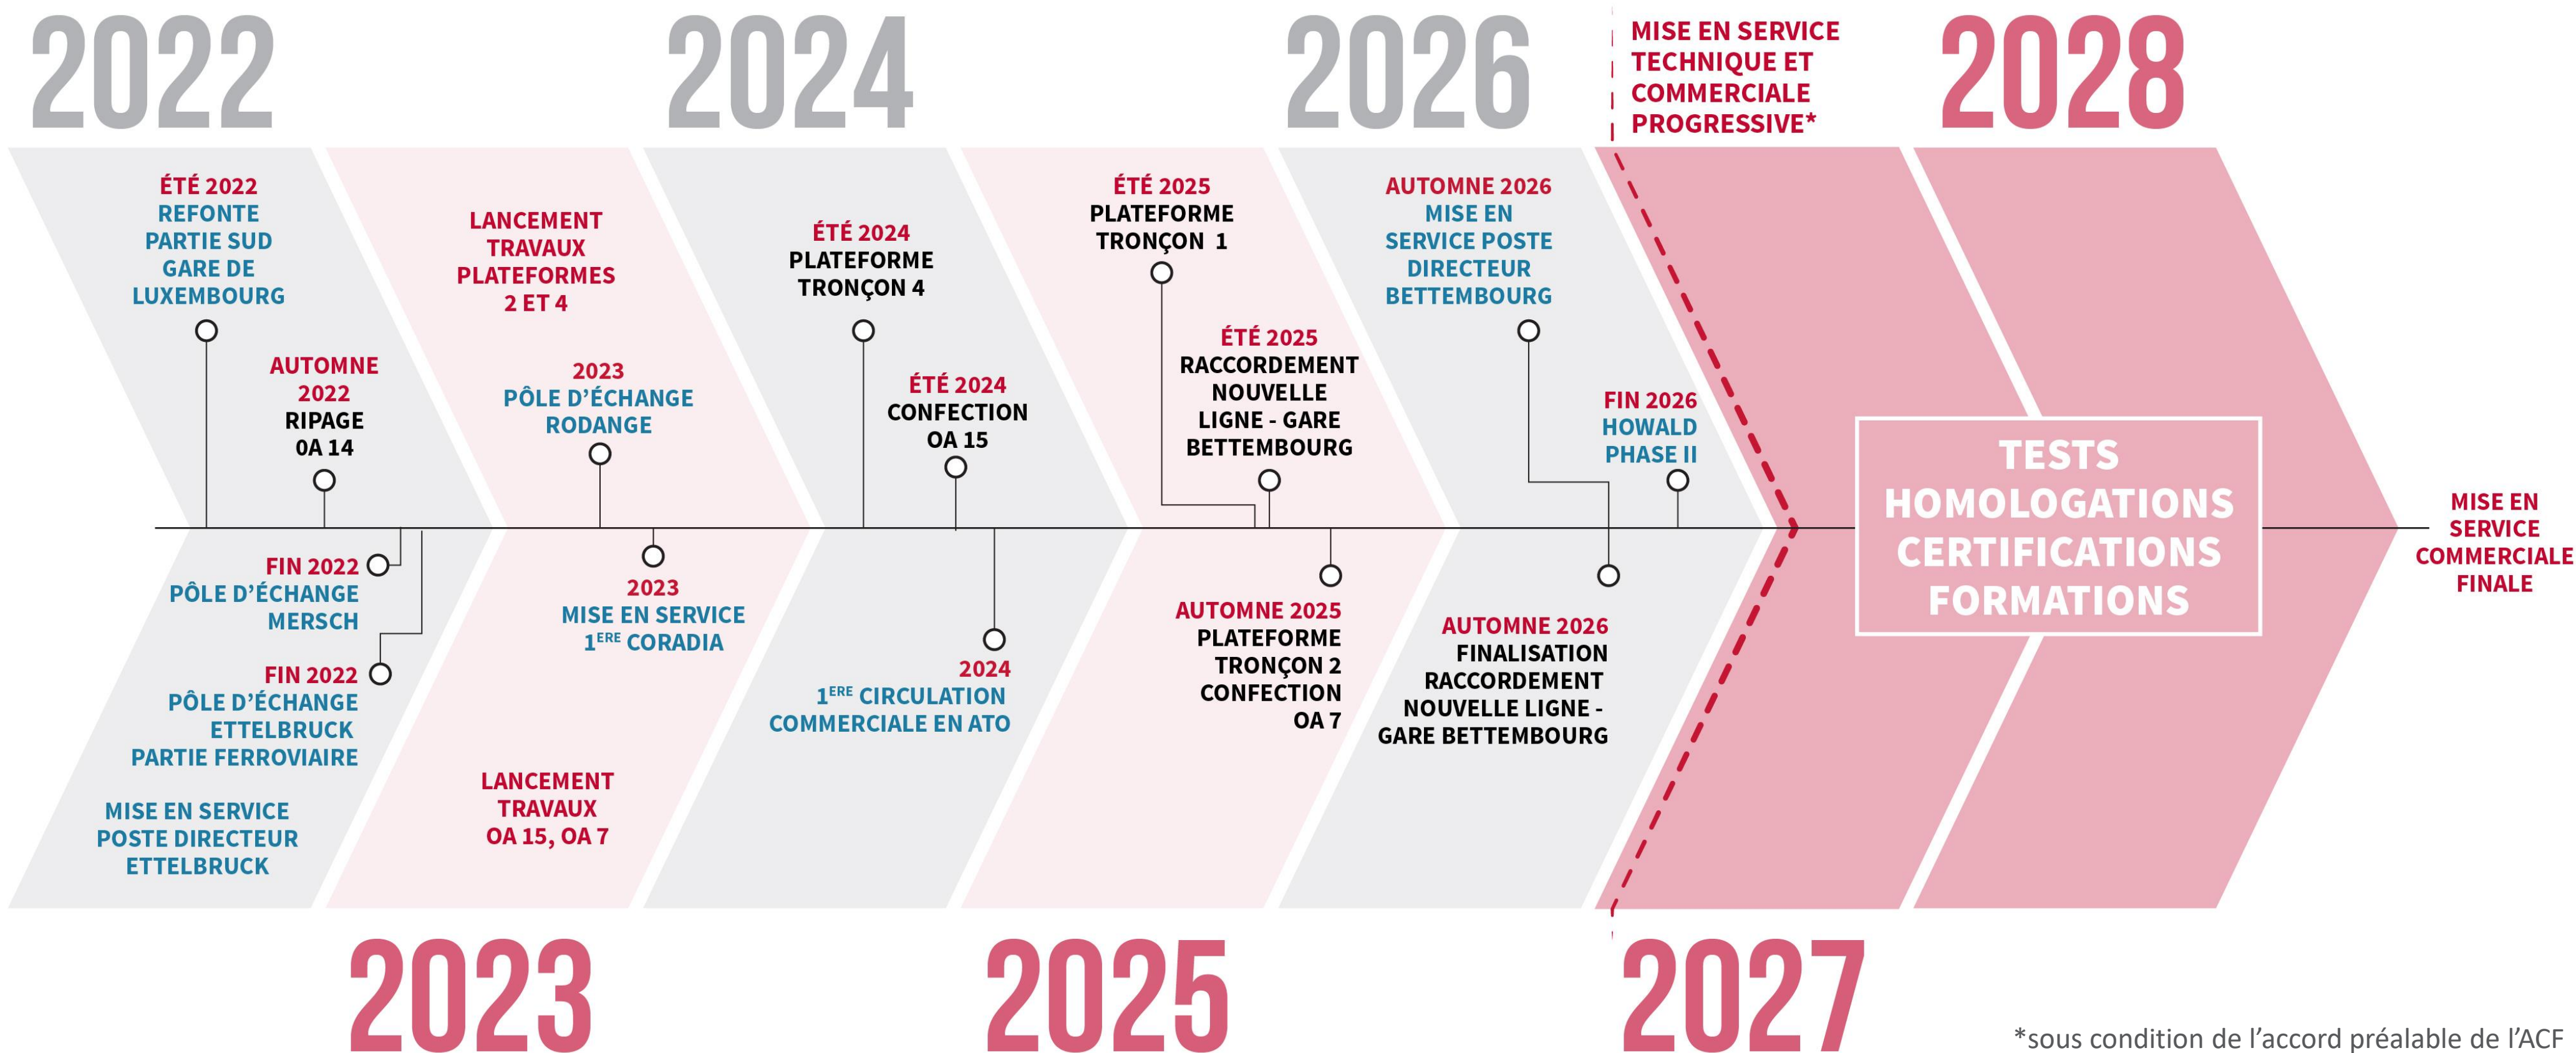 2022
2024
2026
MISE EN SERVICE
TECHNIQUE ET
COMMERCIALE
PROGRESSIVE*
2028
ÉTÉ 2022
REFONTE
PARTIE SUD
GARE DE
LUXEMBOURG
AUTOMNE
2022
RIPAGE
0A 14
FIN 2022
PÔLE D’ÉCHANGE
MERSCH
FIN 2022
PÔLE D’ÉCHANGE
ETTELBRUCK
PARTIE FERROVIAIRE
MISE EN SERVICE
POSTE DIRECTEUR
ETTELBRUCK
LANCEMENT
TRAVAUX
PLATEFORMES
2 ET 4
2023
PÔLE D’ÉCHANGE
RODANGE
2023
MISE EN SERVICE
1ERE CORADIA
LANCEMENT
TRAVAUX
OA 15, OA 7
ÉTÉ 2024
PLATEFORME
TRONÇON 4
ÉTÉ 2024
CONFECTION
OA 15
2024
1ERE CIRCULATION
COMMERCIALE EN ATO
ÉTÉ 2025
PLATEFORME
TRONÇON 1
ÉTÉ 2025
RACCORDEMENT
NOUVELLE
LIGNE - GARE
BETTEMBOURG
AUTOMNE 2025
PLATEFORME
TRONÇON 2
CONFECTION
OA 7
AUTOMNE 2026
MISE EN
SERVICE POSTE
DIRECTEUR
BETTEMBOURG
FIN 2026
HOWALD
PHASE II
AUTOMNE 2026
FINALISATION
RACCORDEMENT
NOUVELLE LIGNE -
GARE BETTEMBOURG
TESTS
HOMOLOGATIONS
CERTIFICATIONS
FORMATIONS
MISE EN
SERVICE
COMMERCIALE
FINALE
2023
2025
2027
*sous condition de l’accord préalable de l’ACF